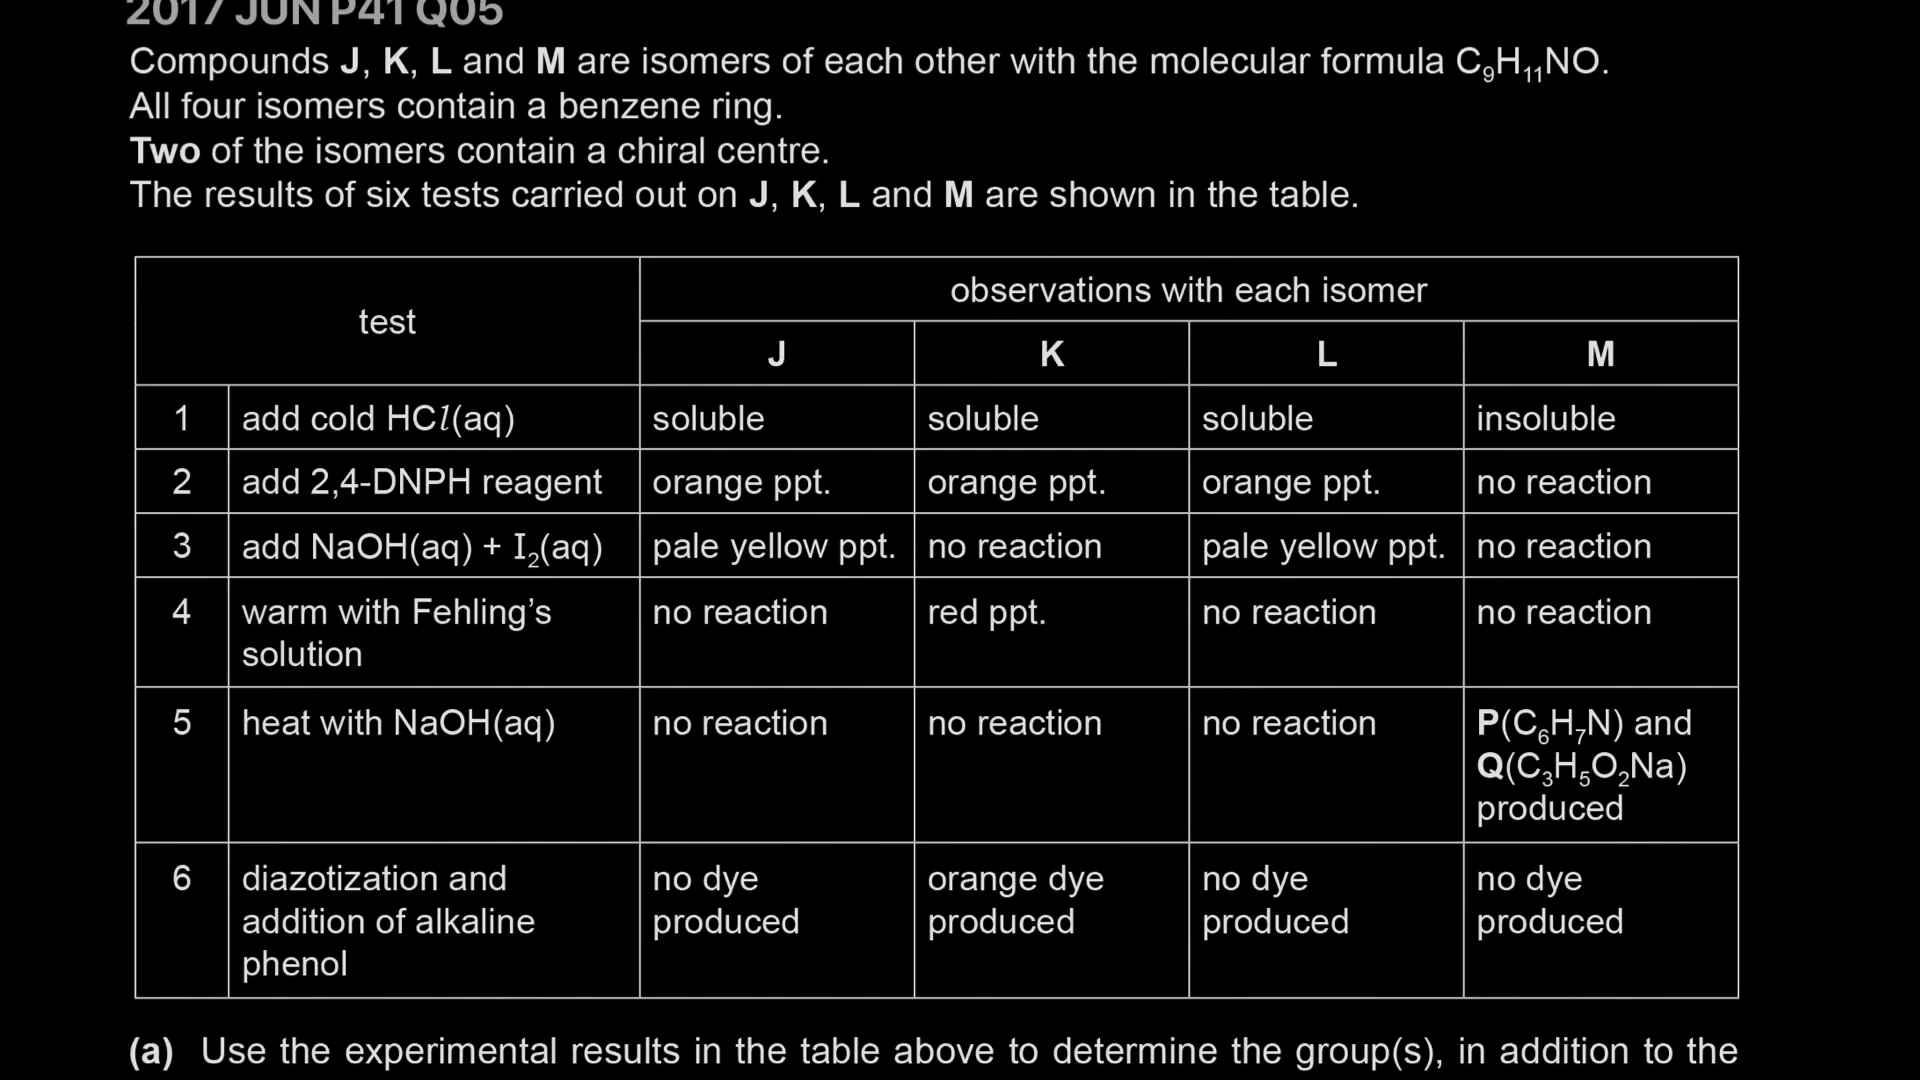 2017 JUN P41 Q05
Compounds J, K, L and M are isomers of each other with the molecular formula C₉H₁₁NO.
All four isomers contain a benzene ring.
Two of the isomers contain a chiral centre.
The results of six tests carried out on J, K, L and M are shown in the table.
test
observations with each isomer
J K L M
1 add cold HCl(aq) soluble soluble soluble insoluble
2 add 2,4-DNPH reagent orange ppt. orange ppt. orange ppt. no reaction
3 add NaOH(aq) + I₂(aq) pale yellow ppt. no reaction pale yellow ppt. no reaction
4 warm with Fehling's no reaction red ppt. no reaction no reaction
solution
5 heat with NaOH(aq) no reaction no reaction no reaction P(C₆H₇N) and
Q(C₃H₅O₂Na)
produced
6 diazotization and no dye orange dye no dye no dye
addition of alkaline produced produced produced produced
phenol
(a) Use the experimental results in the table above to determine the group(s), in addition to the